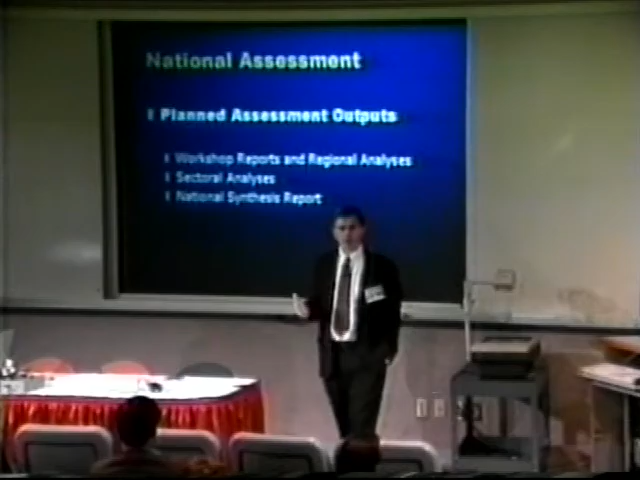 National Assessment
Planned Assessment Outputs
Workshop Reports and Regional Analyses
Sectoral Analyses
National Synthesis Report